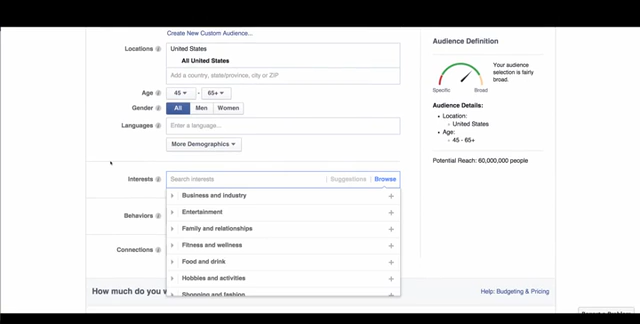 Create New Custom Audience...
Locations
United States
All United States
Add a country, state/province, city or ZIP
Age 45 - 65+
Gender All Men Women
Languages Enter a language...
More Demographics
Interests Search interests Suggestions Browse
Business and industry
Entertainment
Family and relationships
Fitness and wellness
Food and drink
Hobbies and activities
Shopping and fashion
Behaviors
Connections
How much do you w
Help: Budgeting & Pricing
Audience Definition
Specific Broad
Your audience
selection is fairly
broad.
Audience Details:
Location:
United States
Age:
45 - 65+
Potential Reach: 60,000,000 people